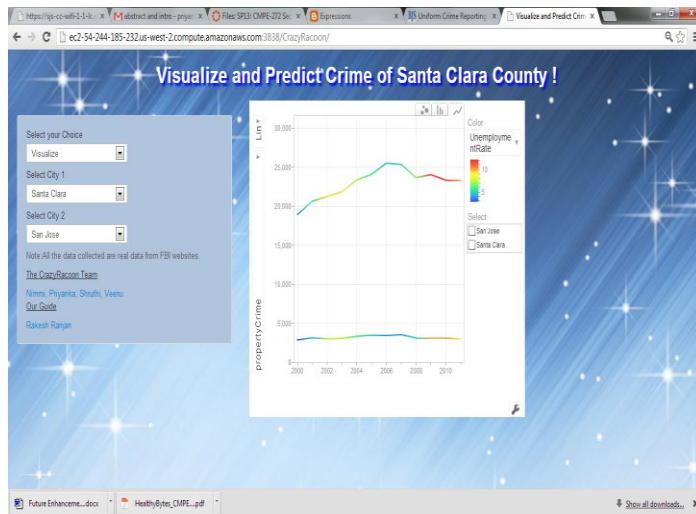 https://sjs-cc-wifi-1-1-lc.
abstract and intro - priyan
Files: SP13: CMPE-272 Sec
Expressions
Uniform Crime Reporting
Visualize and Predict Crim
ec2-54-244-185-232.us-west-2.compute.amazonaws.com:3838/CrazyRacoon/
Visualize and Predict Crime of Santa Clara County !
Select your Choice
Visualize
Select City 1
Santa Clara
Select City 2
San Jose
Note:All the data collected are real data from FBI websites.
The CrazyRacoon Team
Nimmi, Priyanka, Shruthi, Veenu
Our Guide
Rakesh Ranjan
Lin
propertyCrime
30,000
25,000
20,000
15,000
10,000
5,000
0
2000 2002 2004 2006 2008 2010
Color
Unemployme
ntRate
10
5
Select
San Jose
Santa Clara
Future Enhanceme....docx
HealthyBytes_CMPE....pdf
Show all downloads...